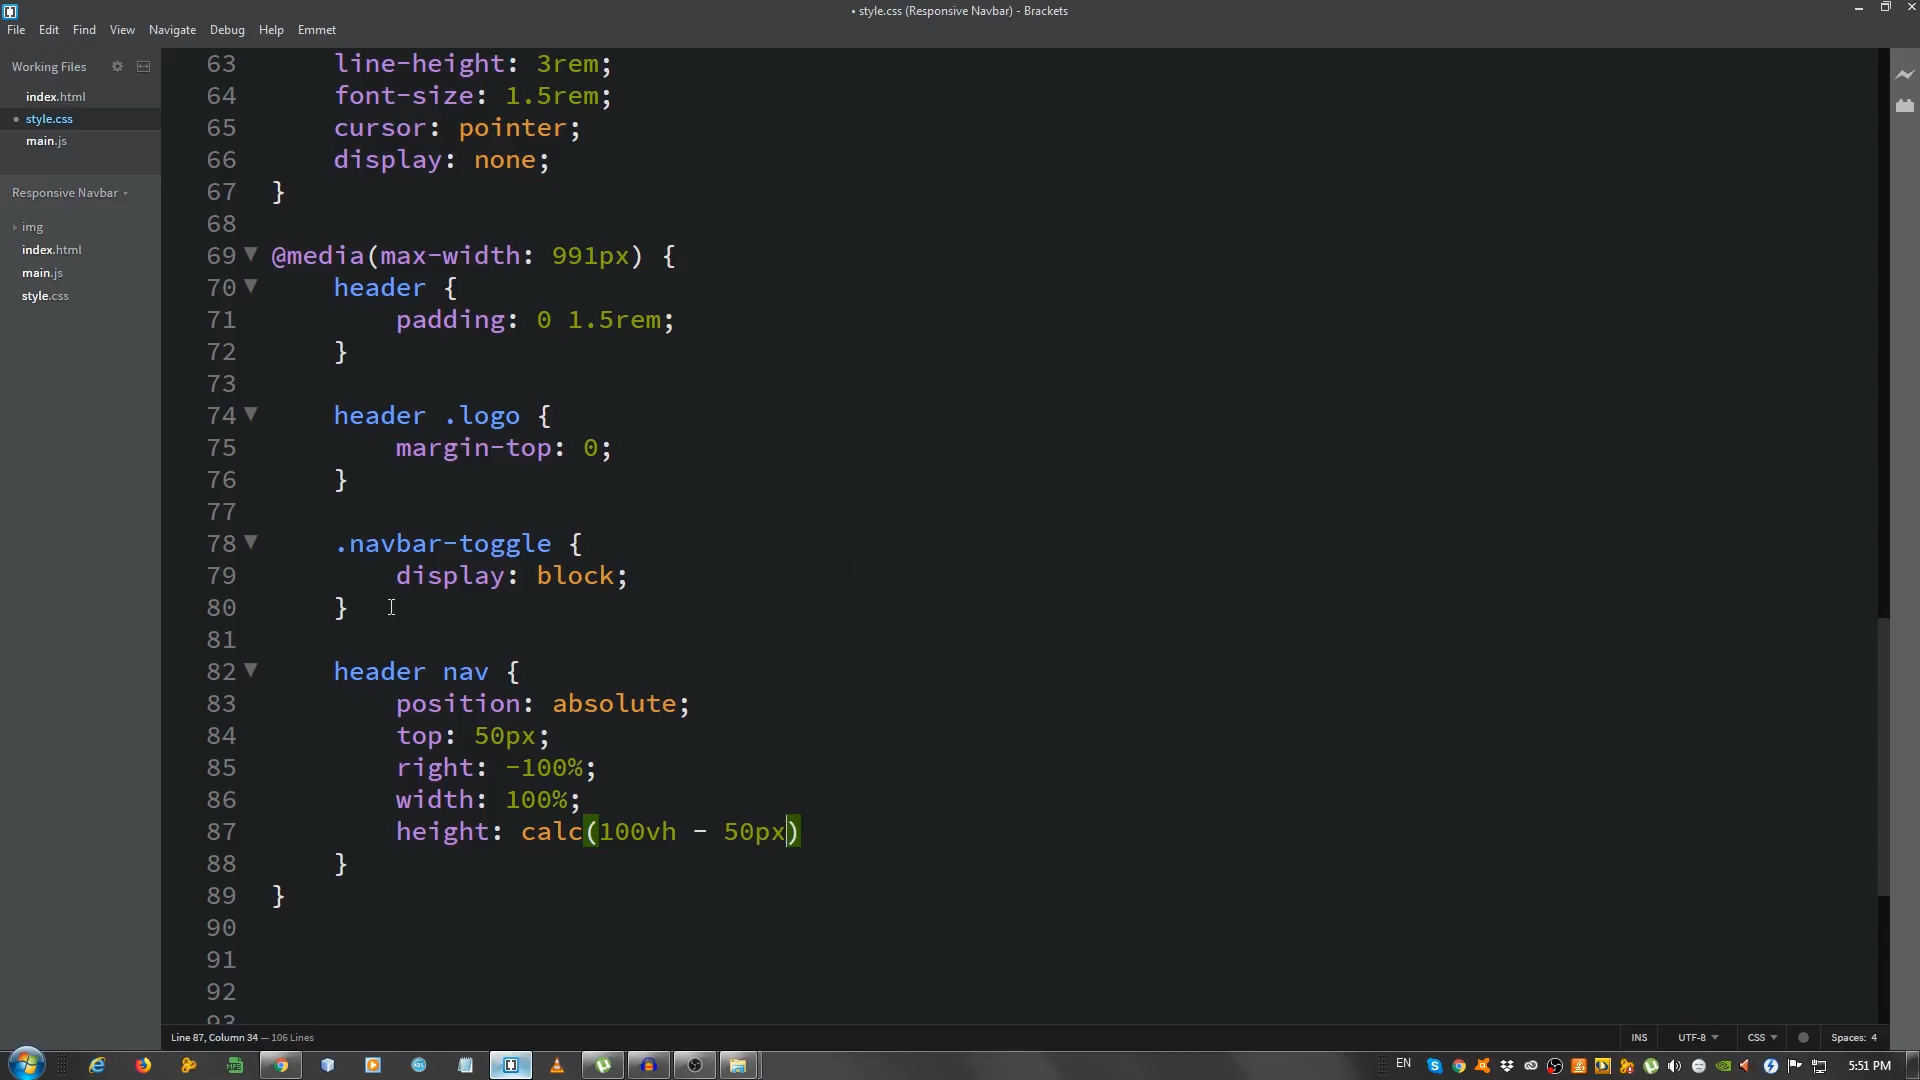 • style.css (Responsive Navbar) - Brackets
File Edit Find View Navigate Debug Help Emmet
Working Files
index.html
• style.css
main.js
Responsive Navbar
img
index.html
main.js
style.css
63 line-height: 3rem;
64 font-size: 1.5rem;
65 cursor: pointer;
66 display: none;
67 }
68
69 @media(max-width: 991px) {
70 header {
71 padding: 0 1.5rem;
72 }
73
74 header .logo {
75 margin-top: 0;
76 }
77
78 .navbar-toggle {
79 display: block;
80 }
81
82 header nav {
83 position: absolute;
84 top: 50px;
85 right: -100%;
86 width: 100%;
87 height: calc(100vh - 50px)
88 }
89 }
90
91
92
93
Line 87, Column 34 — 106 Lines
INS UTF-8 CSS Spaces: 4
EN 5:51 PM